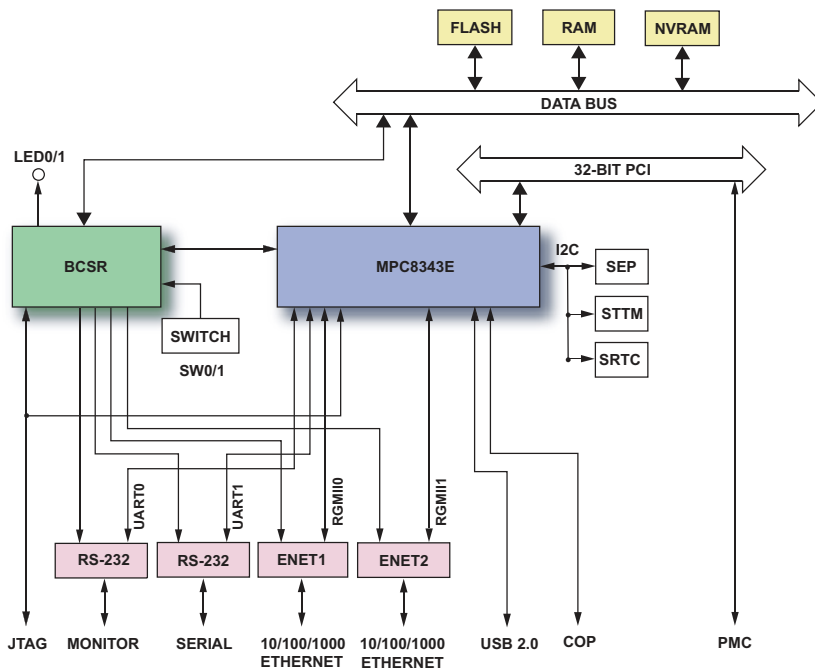 FLASH
RAM
NVRAM
DATA BUS
LED0/1
32-BIT PCI
BCSR
MPC8343E
I2C
SEP
SWITCH
STTM
SW0/1
SRTC
UART0
UART1
RGMII0
RGMII1
RS-232
RS-232
ENET1
ENET2
JTAG
MONITOR
SERIAL
10/100/1000
ETHERNET
10/100/1000
ETHERNET
USB 2.0
COP
PMC